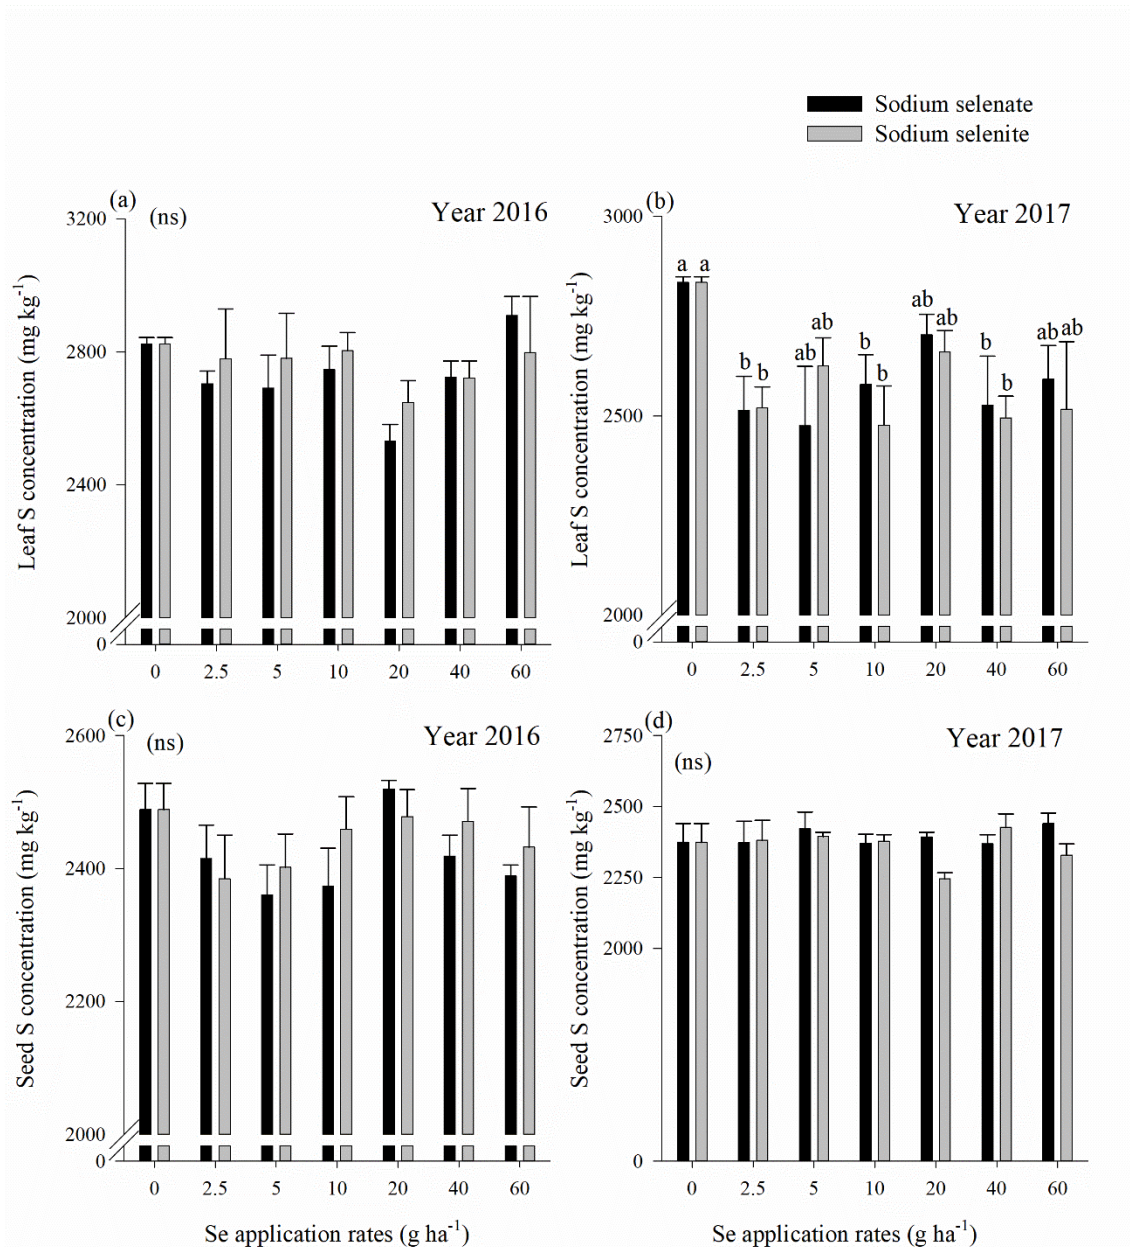 Sodium selenate
Sodium selenite
(a)
(ns)
Year 2016
3200
2800
2400
2000
0
Leaf S concentration (mg kg⁻¹)
0 2.5 5 10 20 40 60
(b)
Year 2017
3000
2500
2000
0
Leaf S concentration (mg kg⁻¹)
a a
b b
ab ab
b b
ab ab
b b
ab ab
0 2.5 5 10 20 40 60
(c)
(ns)
Year 2016
2600
2400
2200
2000
0
Seed S concentration (mg kg⁻¹)
0 2.5 5 10 20 40 60
Se application rates (g ha⁻¹)
(d)
(ns)
Year 2017
2750
2500
2250
2000
0
Seed S concentration (mg kg⁻¹)
0 2.5 5 10 20 40 60
Se application rates (g ha⁻¹)